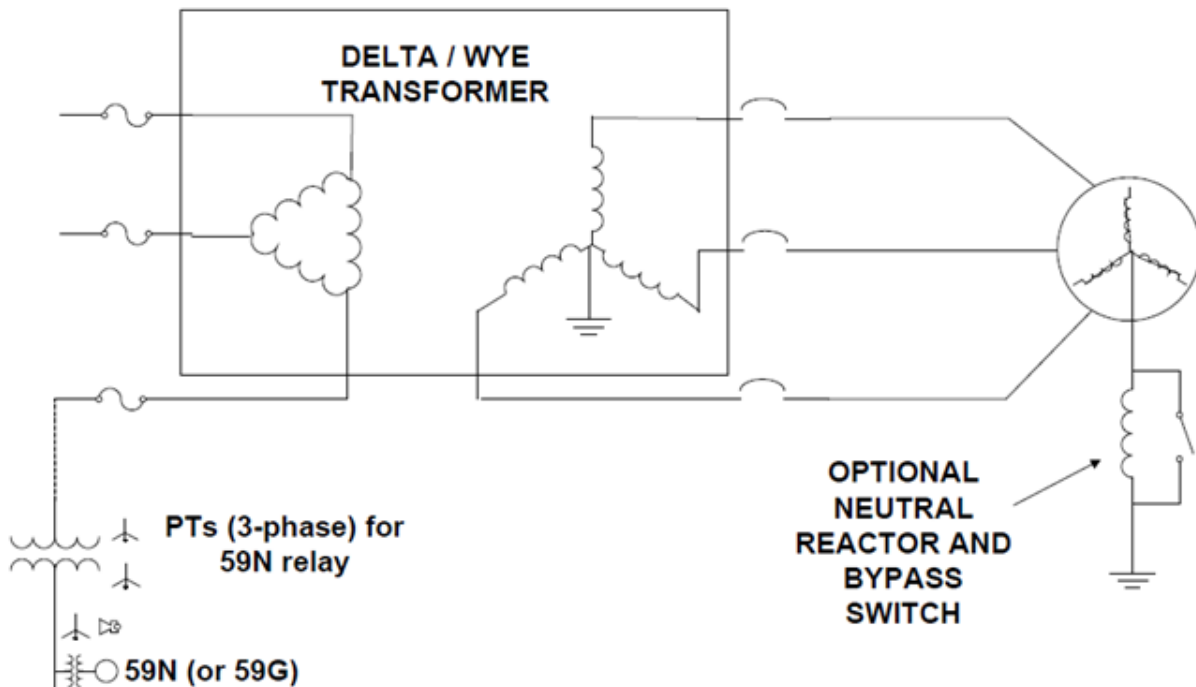 DELTA / WYE
TRANSFORMER
PTs (3-phase) for
59N relay
59N (or 59G)
OPTIONAL
NEUTRAL
REACTOR AND
BYPASS
SWITCH